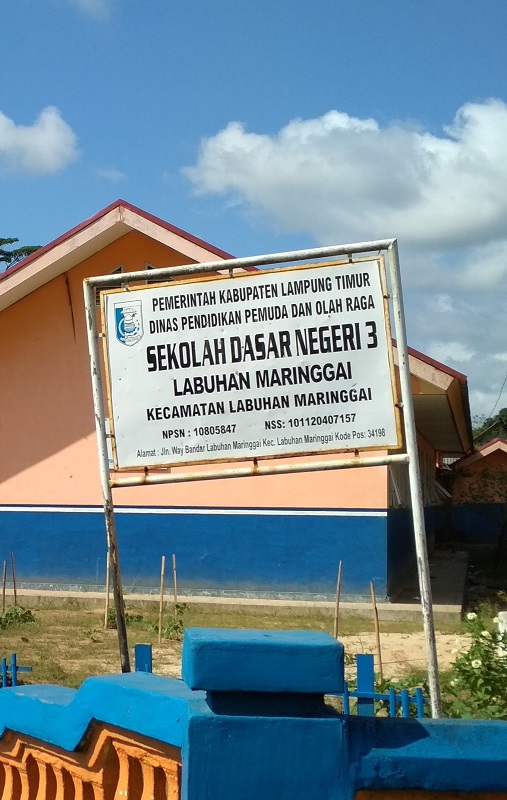 PEMERINTAH KABUPATEN LAMPUNG TIMUR
DINAS PENDIDIKAN PEMUDA DAN OLAH RAGA
SEKOLAH DASAR NEGERI 3
LABUHAN MARINGGAI
KECAMATAN LABUHAN MARINGGAI
NPSN : 10805847 NSS: 101120407157
Alamat : Jln. Way Bandar Labuhan Maringgai Kec. Labuhan Maringgai Kode Pos: 34198